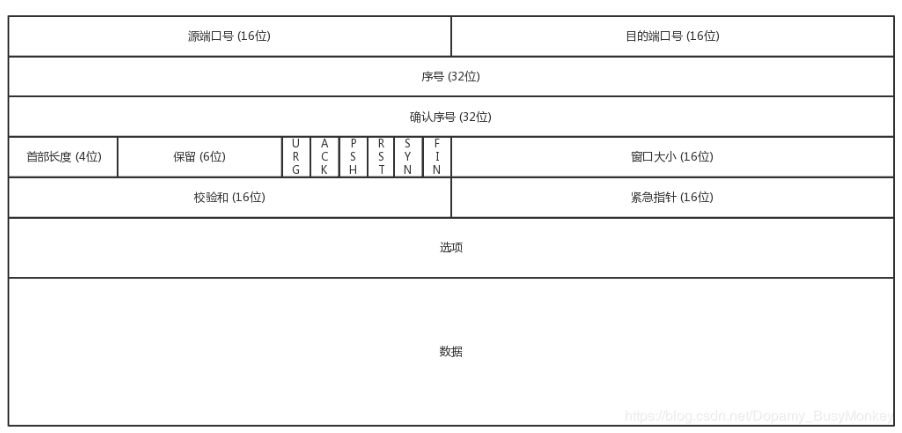 源端口号 (16位)
目的端口号 (16位)
序号 (32位)
确认序号 (32位)
首部长度 (4位)
保留 (6位)
URG
ACK
PSH
RST
SYN
FIN
窗口大小 (16位)
校验和 (16位)
紧急指针 (16位)
选项
数据
https://blog.csdn.net/Dopamy_BusyMonkey